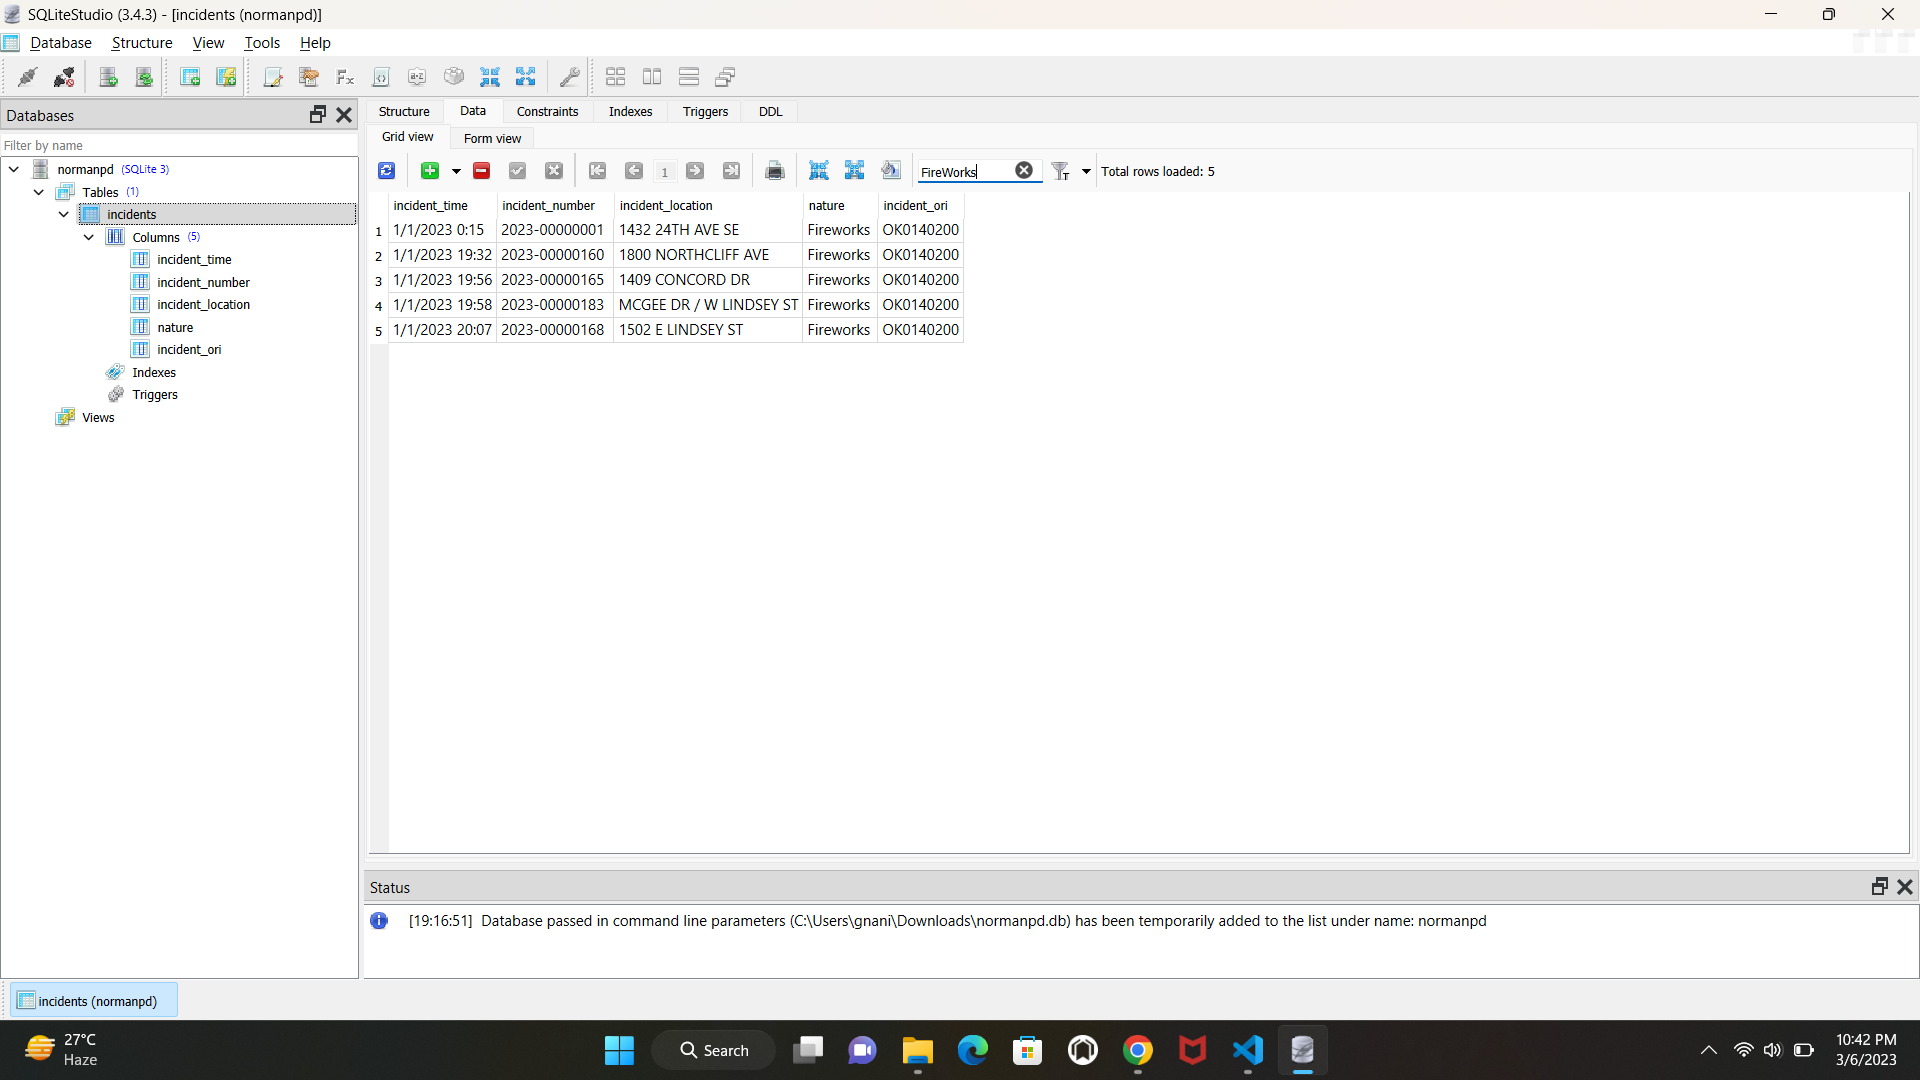 SQLiteStudio (3.4.3) - [incidents (normanpd)]
Database Structure View Tools Help
Databases
Filter by name
normanpd (SQLite 3)
Tables (1)
incidents
Columns (5)
incident_time
incident_number
incident_location
nature
incident_ori
Indexes
Triggers
Views
Structure Data Constraints Indexes Triggers DDL
Grid view Form view
1 FireWorks Total rows loaded: 5
incident_time incident_number incident_location nature incident_ori
1 1/1/2023 0:15 2023-00000001 1432 24TH AVE SE Fireworks OK0140200
2 1/1/2023 19:32 2023-00000160 1800 NORTHCLIFF AVE Fireworks OK0140200
3 1/1/2023 19:56 2023-00000165 1409 CONCORD DR Fireworks OK0140200
4 1/1/2023 19:58 2023-00000183 MCGEE DR / W LINDSEY ST Fireworks OK0140200
5 1/1/2023 20:07 2023-00000168 1502 E LINDSEY ST Fireworks OK0140200
Status
[19:16:51] Database passed in command line parameters (C:\Users\gnani\Downloads\normanpd.db) has been temporarily added to the list under name: normanpd
incidents (normanpd)
27°C
Haze
Search
10:42 PM
3/6/2023